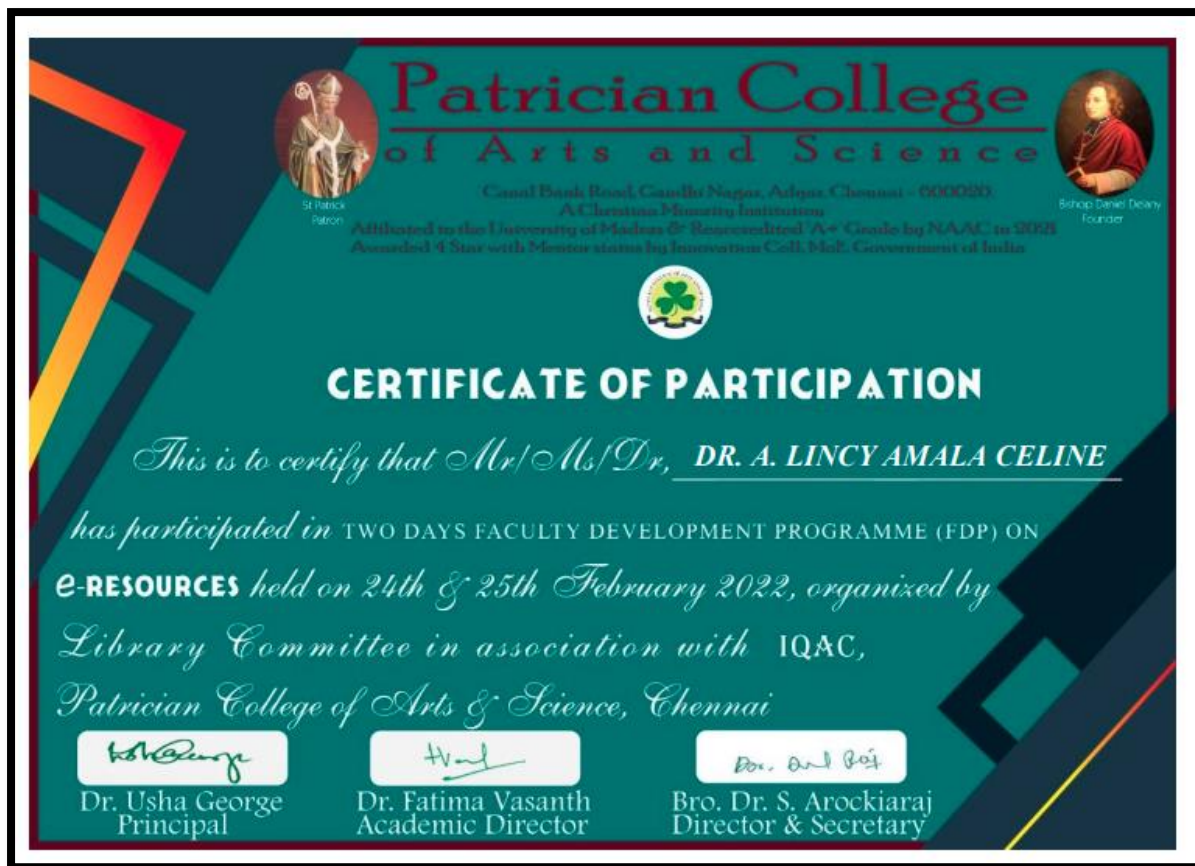 Patrician College
of Arts and Science
Canal Bank Road, Gandhi Nagar, Adyar, Chennai - 600020.
A Christian Minority Institution
Affiliated to the University of Madras & Reaccredited 'A+' Grade by NAAC in 2021
Awarded 4 Star with Mentor status by Innovation Cell, MoE, Government of India
St Patrick
Patron
Bishop Daniel Delany
Founder
CERTIFICATE OF PARTICIPATION
This is to certify that Mr/Ms/Dr, DR. A. LINCY AMALA CELINE
has participated in TWO DAYS FACULTY DEVELOPMENT PROGRAMME (FDP) ON
e-RESOURCES held on 24th & 25th February 2022, organized by
Library Committee in association with IQAC,
Patrician College of Arts & Science, Chennai
Dr. Usha George
Principal
Dr. Fatima Vasanth
Academic Director
Bro. Dr. S. Arockiaraj
Director & Secretary